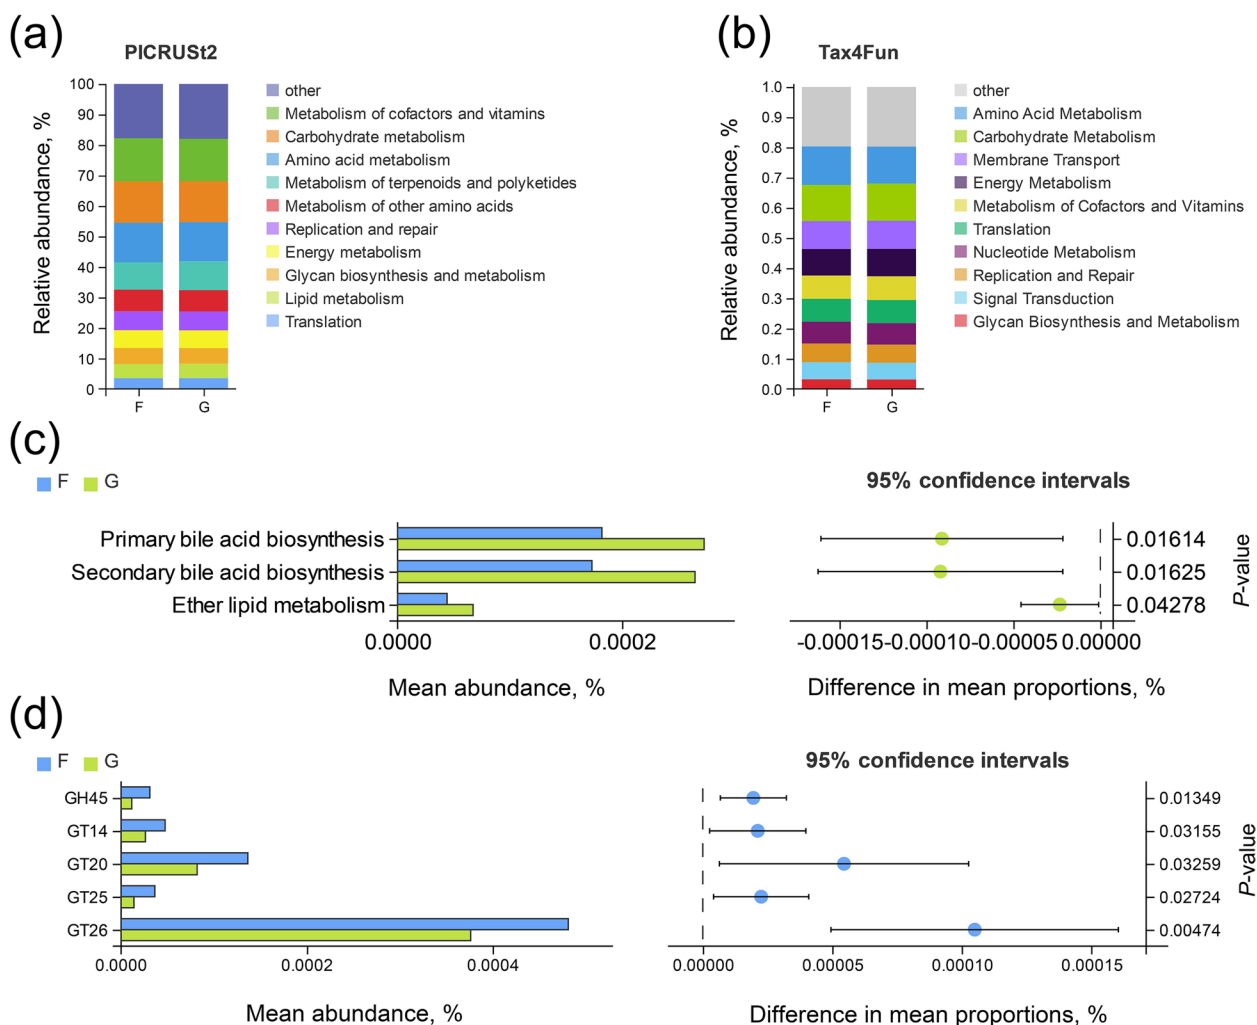 (a)
PICRUSt2
Relative abundance, %
100
90
80
70
60
50
40
30
20
10
0
F G
other
Metabolism of cofactors and vitamins
Carbohydrate metabolism
Amino acid metabolism
Metabolism of terpenoids and polyketides
Metabolism of other amino acids
Replication and repair
Energy metabolism
Glycan biosynthesis and metabolism
Lipid metabolism
Translation
(b)
Tax4Fun
Relative abundance, %
1.0
0.9
0.8
0.7
0.6
0.5
0.4
0.3
0.2
0.1
0.0
F G
other
Amino Acid Metabolism
Carbohydrate Metabolism
Membrane Transport
Energy Metabolism
Metabolism of Cofactors and Vitamins
Translation
Nucleotide Metabolism
Replication and Repair
Signal Transduction
Glycan Biosynthesis and Metabolism
(c)
F G
95% confidence intervals
Primary bile acid biosynthesis
Secondary bile acid biosynthesis
Ether lipid metabolism
0.0000 0.0002
Mean abundance, %
0.01614
0.01625
0.04278
P-value
-0.00015 -0.00010 -0.00005 0.00000
Difference in mean proportions, %
(d)
F G
95% confidence intervals
GH45
GT14
GT20
GT25
GT26
0.0000 0.0002 0.0004
Mean abundance, %
0.01349
0.03155
0.03259
0.02724
0.00474
P-value
0.00000 0.00005 0.00010 0.00015
Difference in mean proportions, %